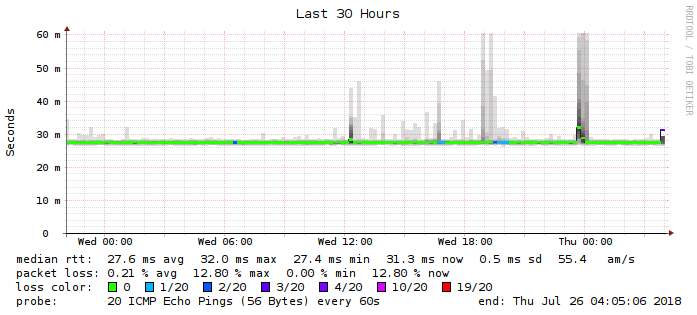 Last 30 Hours
RRDTOOL / TOBI OETIKER
Seconds
60 m
50 m
40 m
30 m
20 m
10 m
0
Wed 00:00 Wed 06:00 Wed 12:00 Wed 18:00 Thu 00:00
median rtt: 27.6 ms avg 32.0 ms max 27.4 ms min 31.3 ms now 0.5 ms sd 55.4 am/s
packet loss: 0.21 % avg 12.80 % max 0.00 % min 12.80 % now
loss color: 0 1/20 2/20 3/20 4/20 10/20 19/20
probe: 20 ICMP Echo Pings (56 Bytes) every 60s end: Thu Jul 26 04:05:06 2018